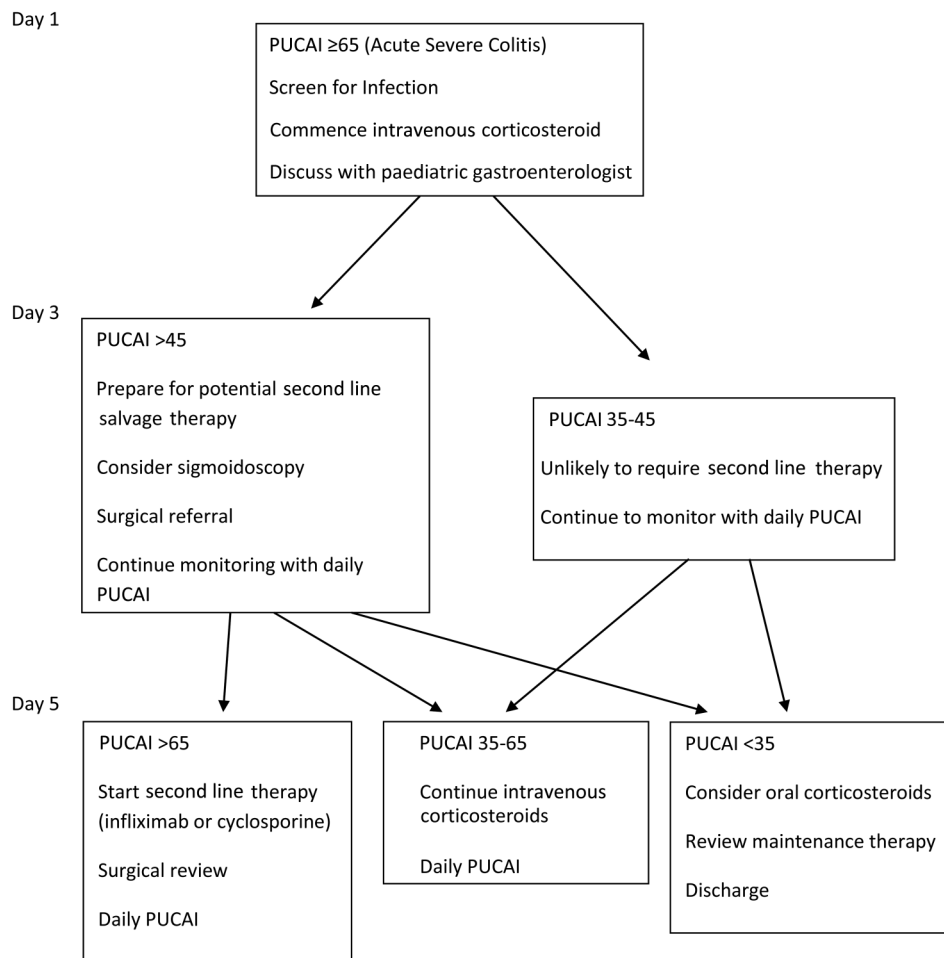 Day 1
PUCAI ≥65 (Acute Severe Colitis)
Screen for Infection
Commence intravenous corticosteroid
Discuss with paediatric gastroenterologist
Day 3
PUCAI >45
Prepare for potential second line
salvage therapy
Consider sigmoidoscopy
Surgical referral
Continue monitoring with daily
PUCAI
PUCAI 35-45
Unlikely to require second line therapy
Continue to monitor with daily PUCAI
Day 5
PUCAI >65
Start second line therapy
(infliximab or cyclosporine)
Surgical review
Daily PUCAI
PUCAI 35-65
Continue intravenous
corticosteroids
Daily PUCAI
PUCAI <35
Consider oral corticosteroids
Review maintenance therapy
Discharge